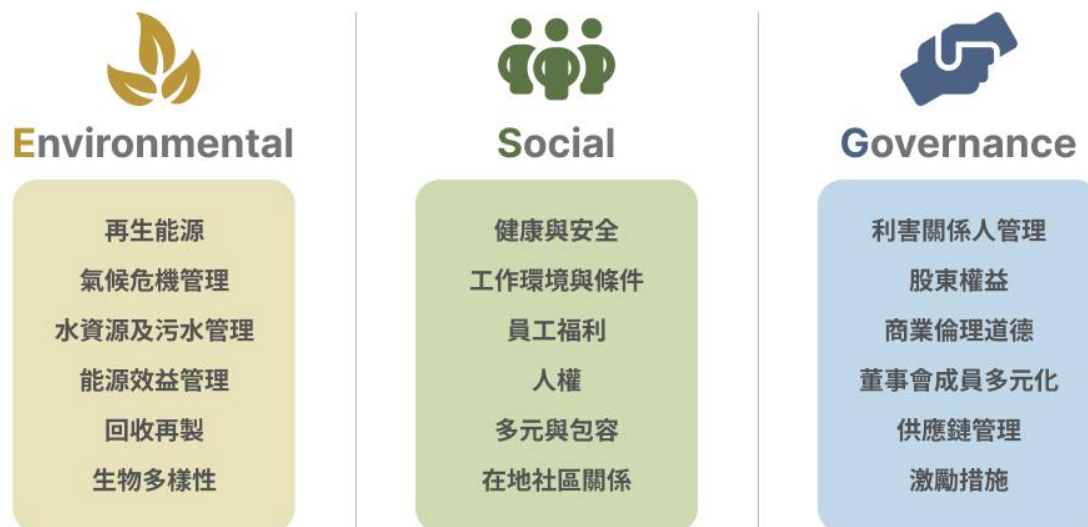 Environmental
再生能源
氣候危機管理
水資源及污水管理
能源效益管理
回收再製
生物多樣性
Social
健康與安全
工作環境與條件
員工福利
人權
多元與包容
在地社區關係
Governance
利害關係人管理
股東權益
商業倫理道德
董事會成員多元化
供應鏈管理
激勵措施